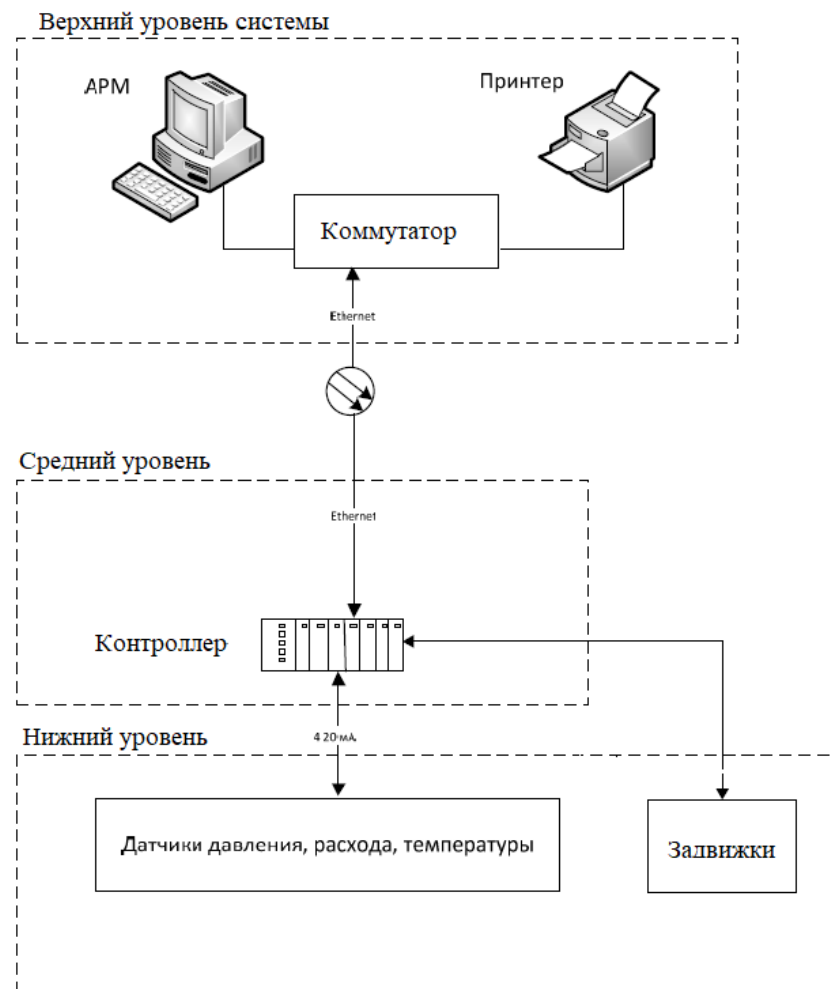 Верхний уровень системы
АРМ
Принтер
Коммутатор
Ethernet
Средний уровень
Ethernet
Контроллер
Нижний уровень
4 20 мА
Датчики давления, расхода, температуры
Задвижки